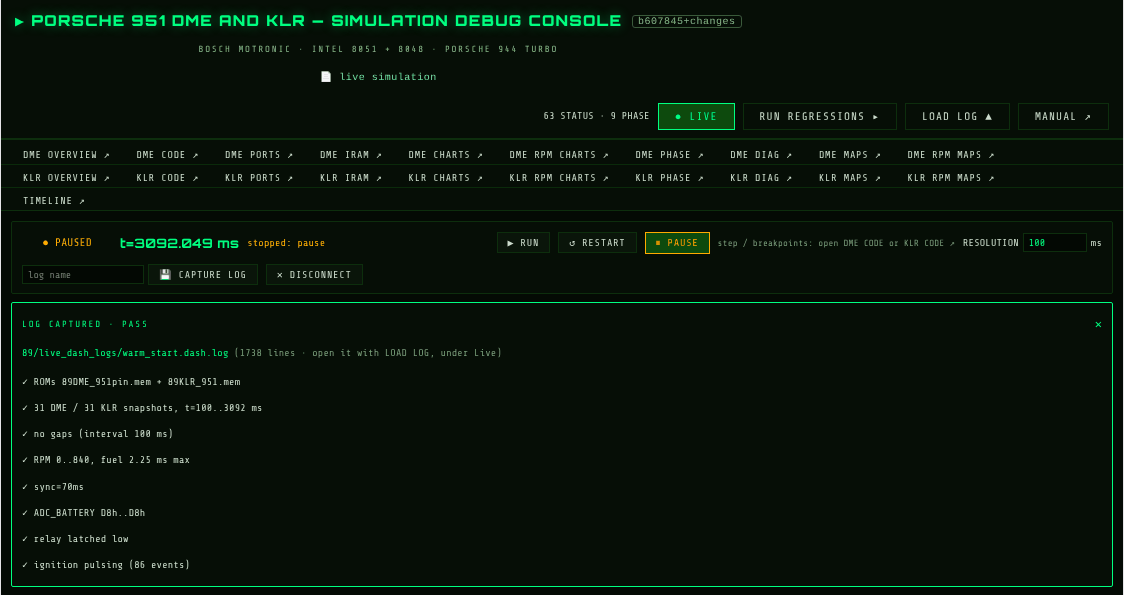 ▶ PORSCHE 951 DME AND KLR — SIMULATION DEBUG CONSOLE b607845+changes
BOSCH MOTRONIC · INTEL 8051 + 8048 · PORSCHE 944 TURBO
📄 live simulation
63 STATUS · 9 PHASE ● LIVE RUN REGRESSIONS ▸ LOAD LOG ▲ MANUAL ↗
DME OVERVIEW ↗ DME CODE ↗ DME PORTS ↗ DME IRAM ↗ DME CHARTS ↗ DME RPM CHARTS ↗ DME PHASE ↗ DME DIAG ↗ DME MAPS ↗ DME RPM MAPS ↗
KLR OVERVIEW ↗ KLR CODE ↗ KLR PORTS ↗ KLR IRAM ↗ KLR CHARTS ↗ KLR RPM CHARTS ↗ KLR PHASE ↗ KLR DIAG ↗ KLR MAPS ↗ KLR RPM MAPS ↗
TIMELINE ↗
● PAUSED t=3092.049 ms stopped: pause ▶ RUN ↺ RESTART ⏸ PAUSE step / breakpoints: open DME CODE or KLR CODE ↗ RESOLUTION 100 ms
log name 💾 CAPTURE LOG ✕ DISCONNECT
LOG CAPTURED · PASS ✕
89/live_dash_logs/warm_start.dash.log (1738 lines · open it with LOAD LOG, under Live)
✓ ROMs 89DME_951pin.mem + 89KLR_951.mem
✓ 31 DME / 31 KLR snapshots, t=100..3092 ms
✓ no gaps (interval 100 ms)
✓ RPM 0..840, fuel 2.25 ms max
✓ sync=70ms
✓ ADC_BATTERY D8h..D8h
✓ relay latched low
✓ ignition pulsing (86 events)